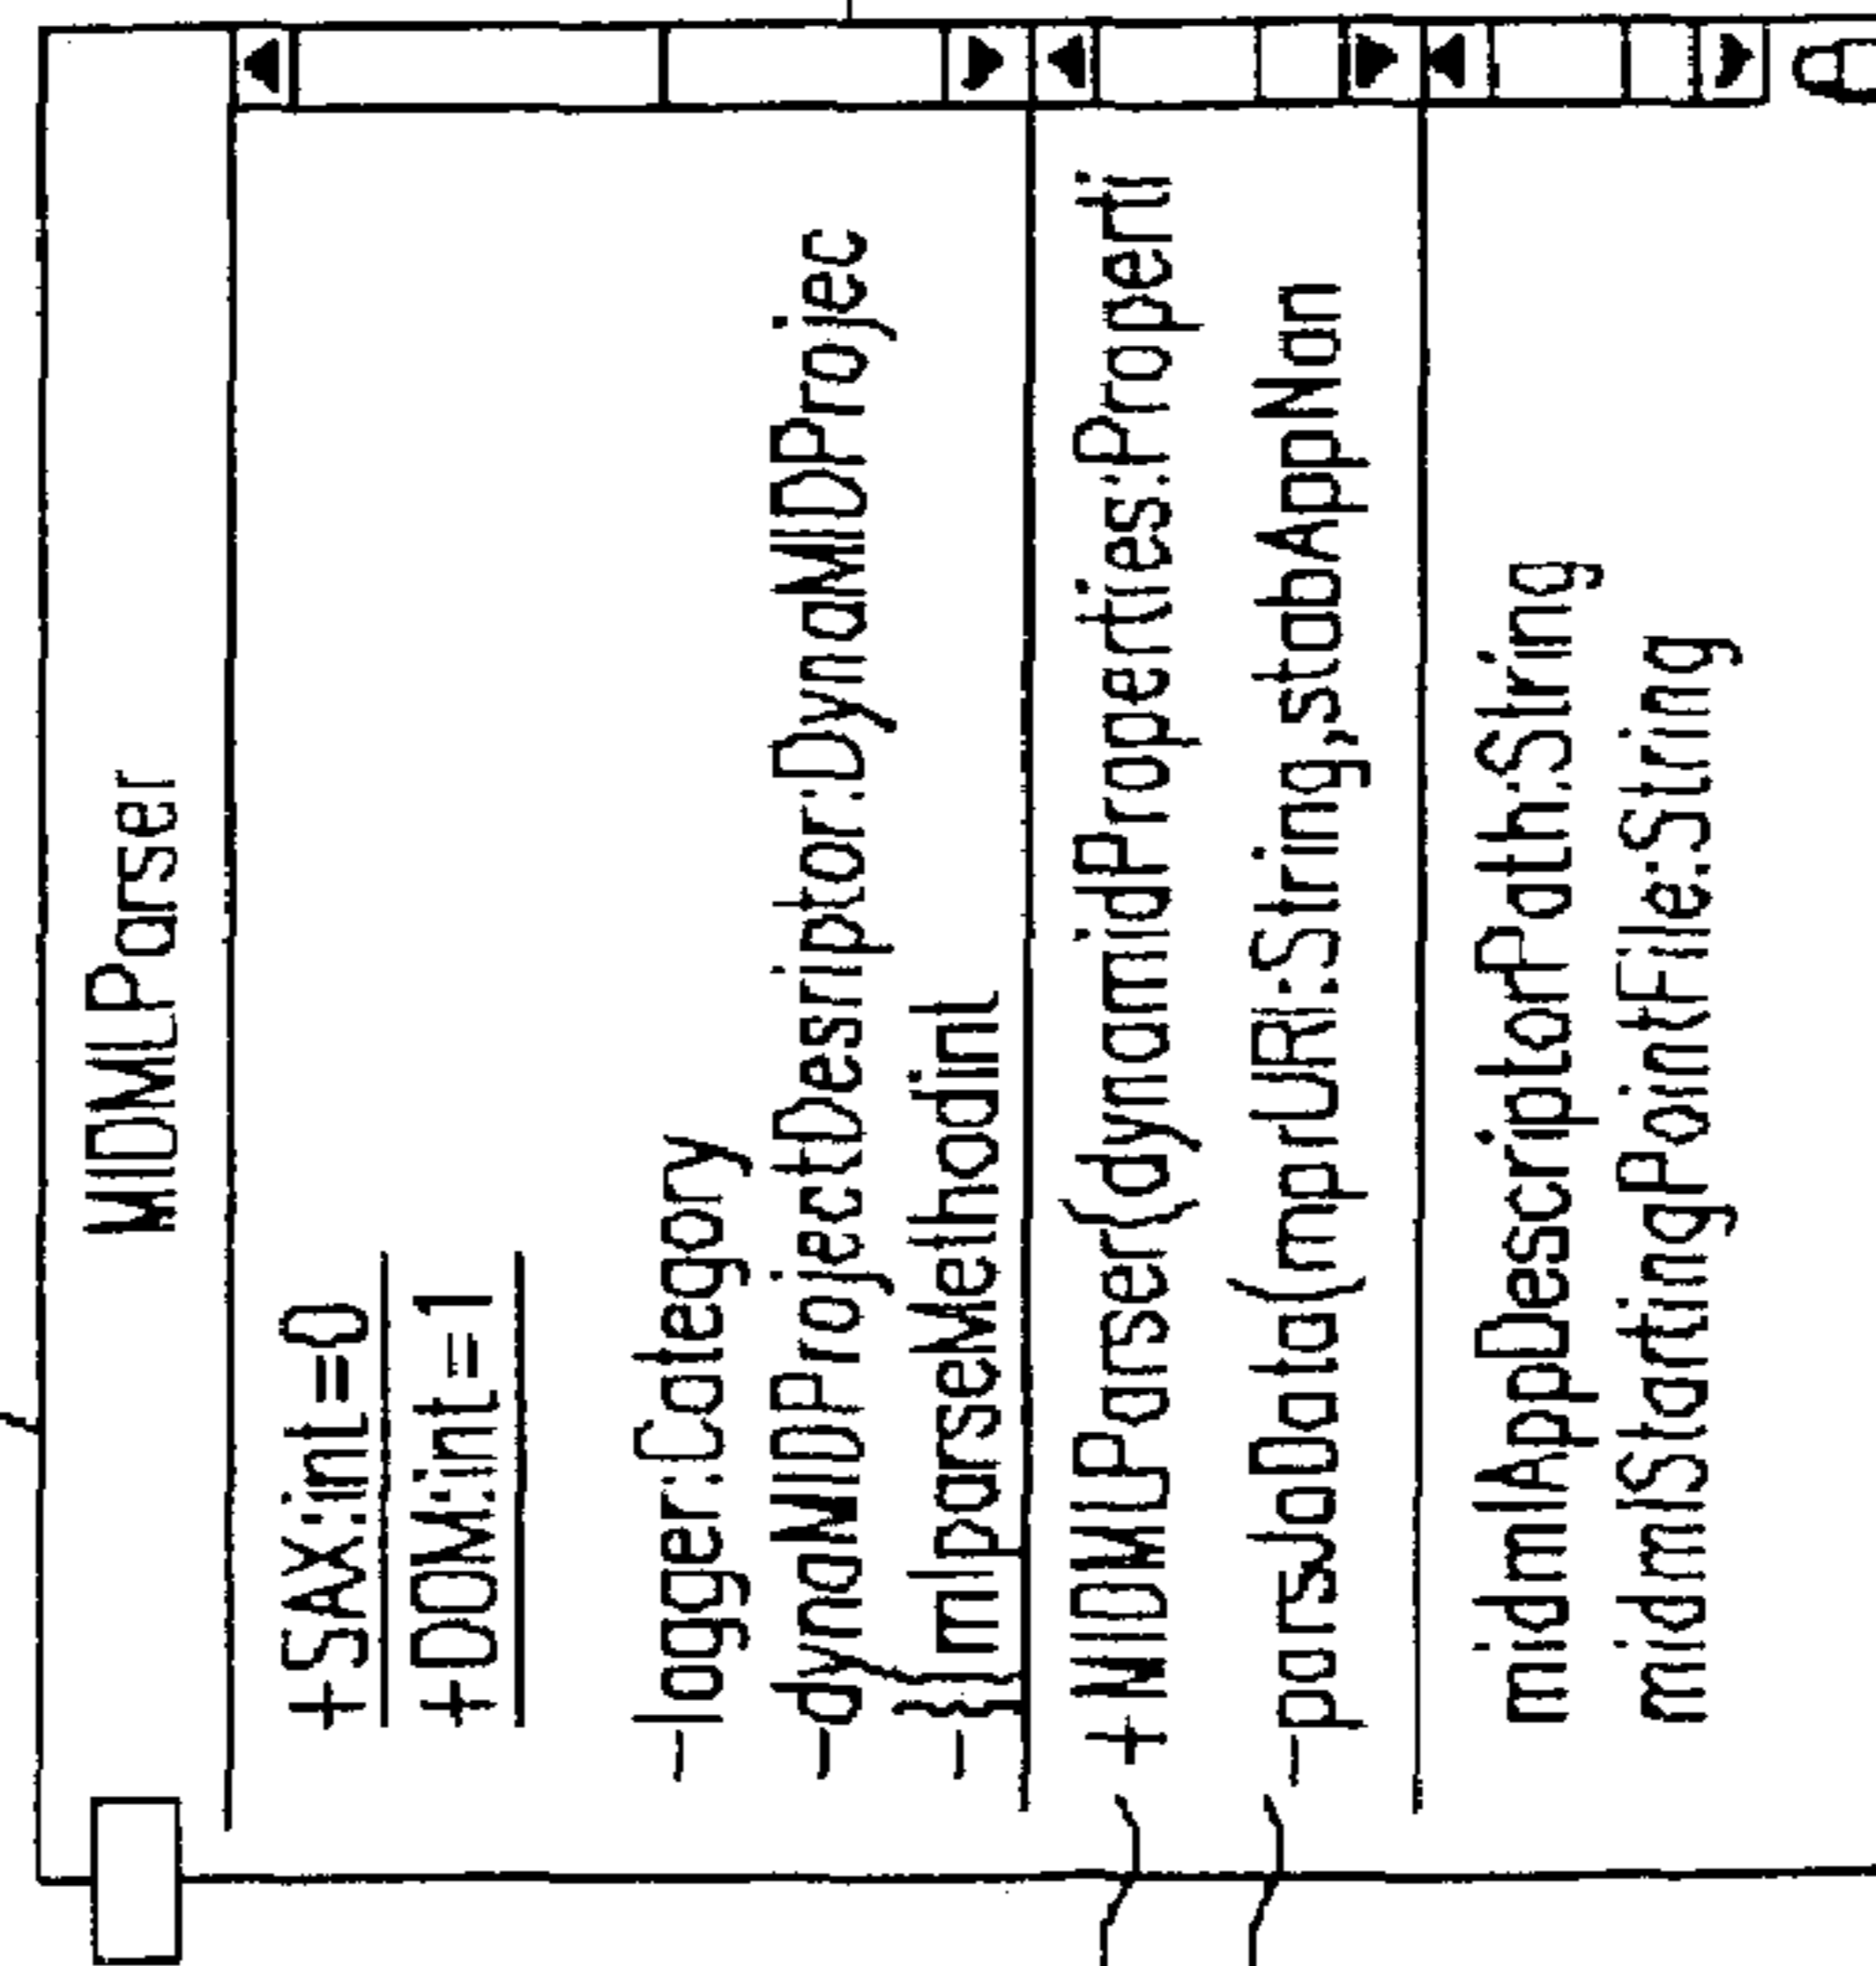 MIDMLParser
+SAX:int=0
+DOM:int=1
-logger:Category
-dynaMIDProjectDesriptor:DynaMIDProjec
mlparseMethodint
+MIDMLParser(dynamidProperties:Properti
(mprURI:String,stabAppNan
midmlAppDescriptorPath:String
midmlStartingPointFile:String